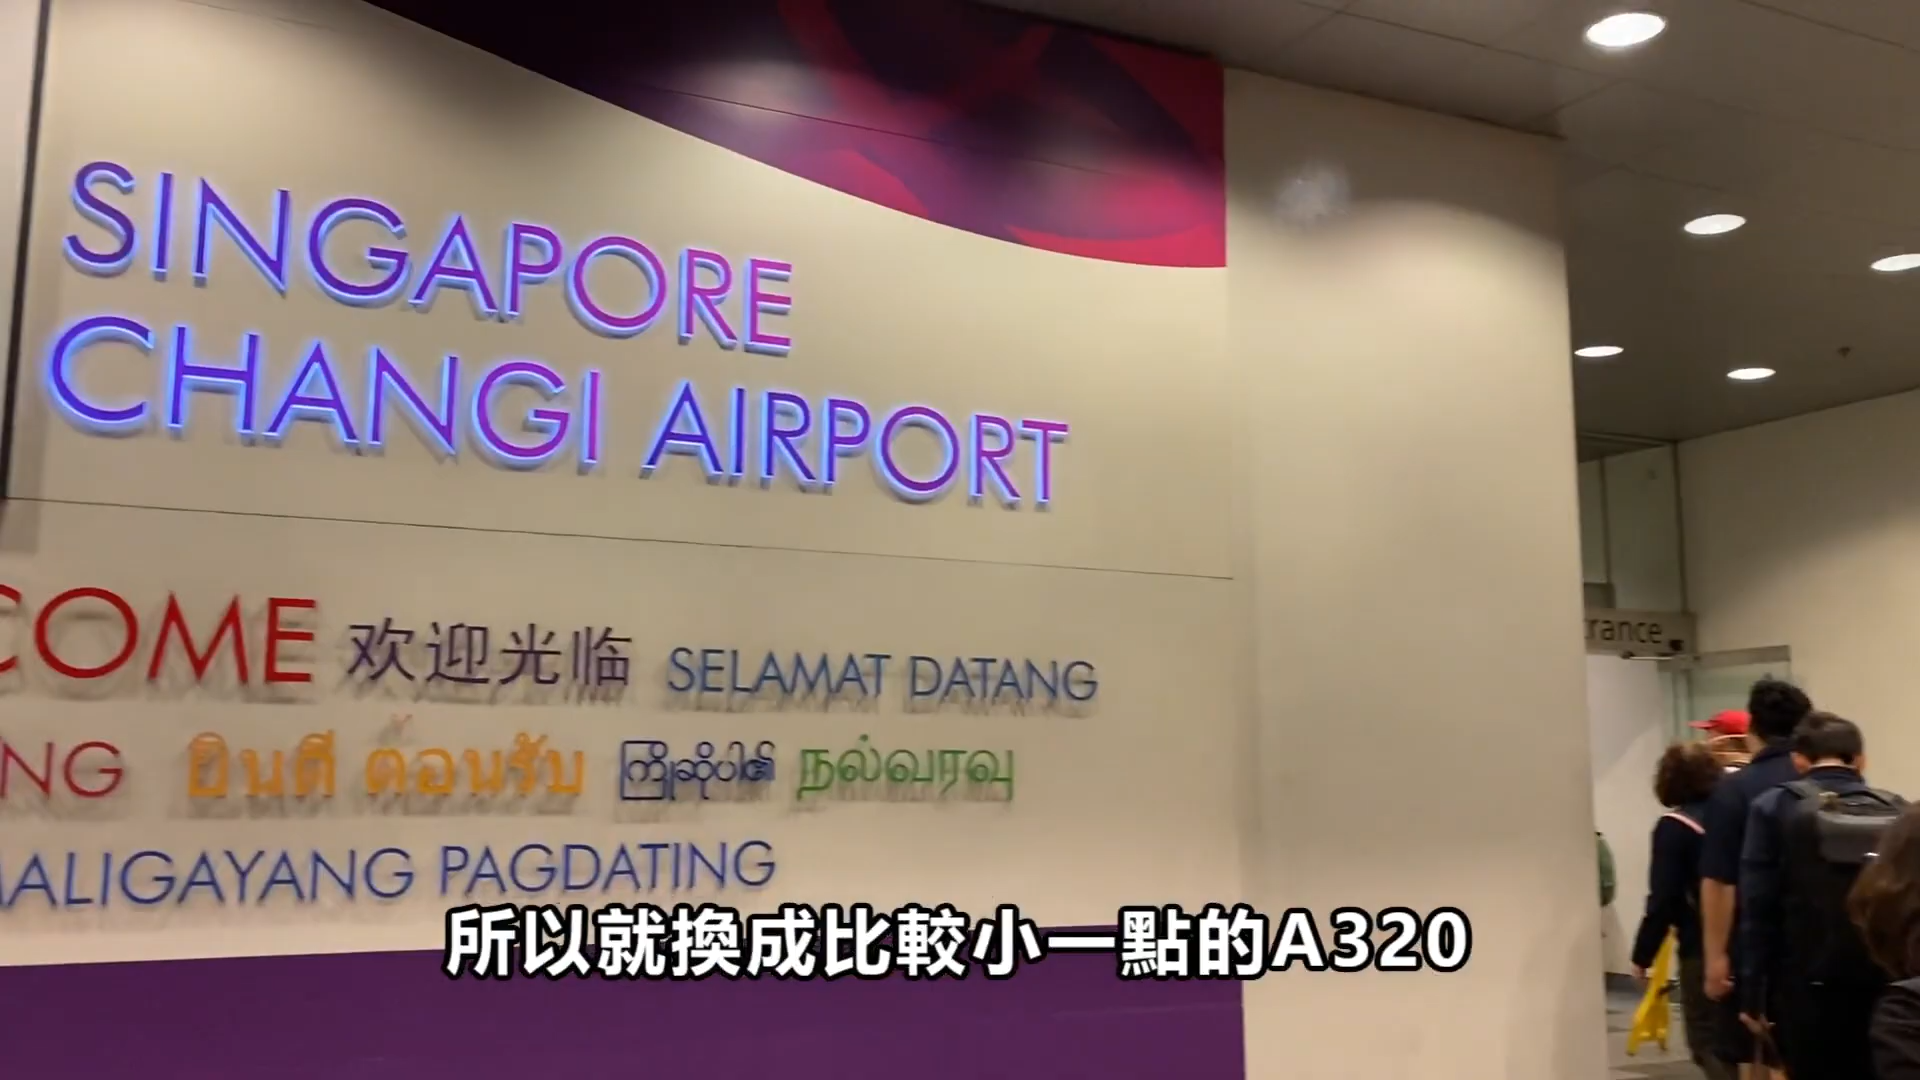 SINGAPORE
CHANGI AIRPORT
COME 欢迎光临 SELAMAT DATANG
NG ยินดี ต้อนรับ ကြိုဆိုပါ၏ நல்வரவு
ALIGAYANG PAGDATING
rance
所以就換成比較小一點的A320